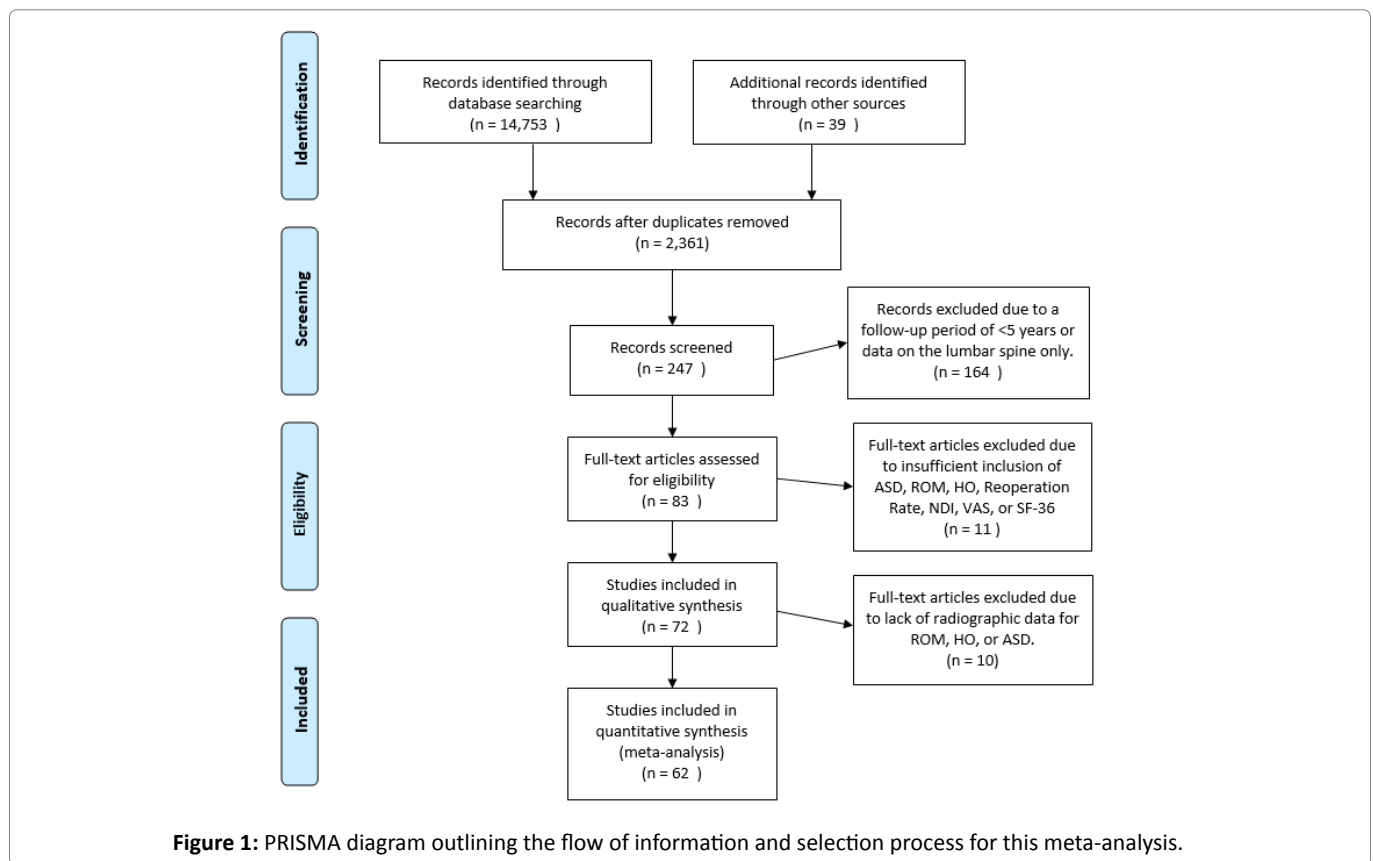 Identification
Records identified through
database searching
(n = 14,753 )
Additional records identified
through other sources
(n = 39 )
Records after duplicates removed
(n = 2,361)
Screening
Records screened
(n = 247 )
Records excluded due to a
follow-up period of <5 years or
data on the lumbar spine only.
(n = 164 )
Eligibility
Full-text articles assessed
for eligibility
(n = 83 )
Full-text articles excluded due
to insufficient inclusion of
ASD, ROM, HO, Reoperation
Rate, NDI, VAS, or SF-36
(n = 11 )
Studies included in
qualitative synthesis
(n = 72 )
Full-text articles excluded due
to lack of radiographic data for
ROM, HO, or ASD.
(n = 10)
Included
Studies included in
quantitative synthesis
(meta-analysis)
(n = 62 )
Figure 1: PRISMA diagram outlining the flow of information and selection process for this meta-analysis.